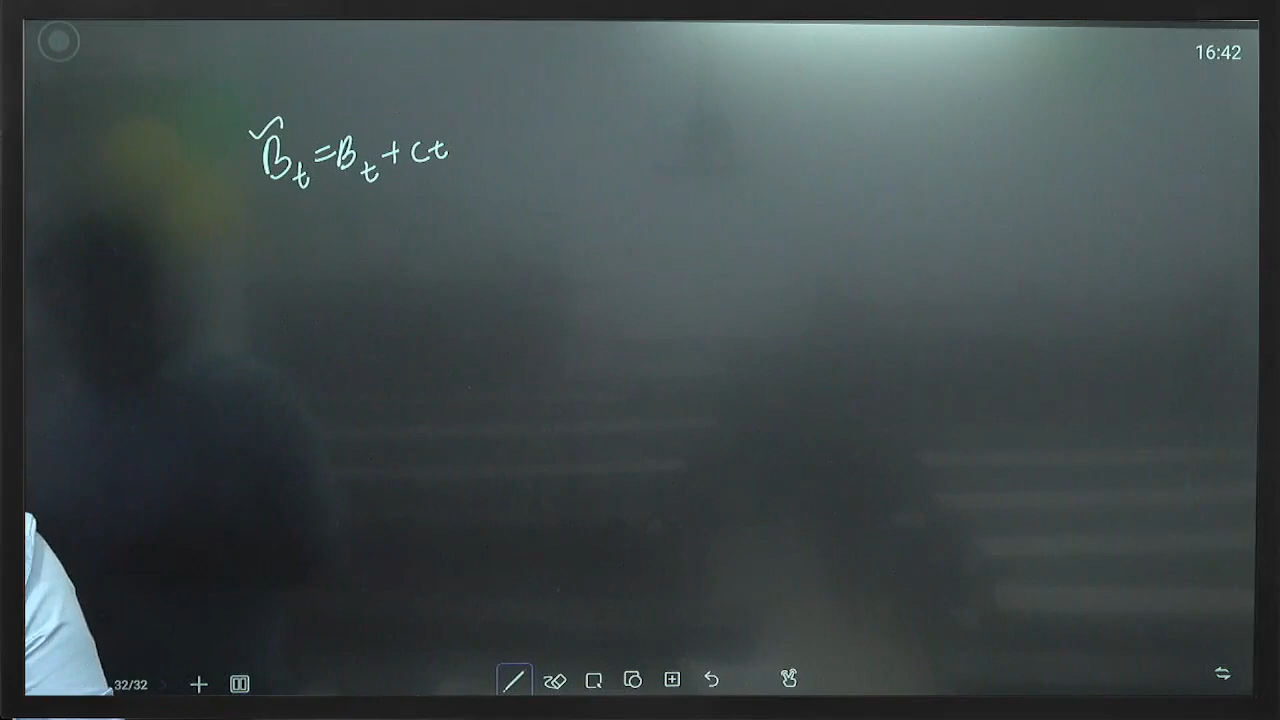 16:42
B̃_t = B_t + ct
32/32